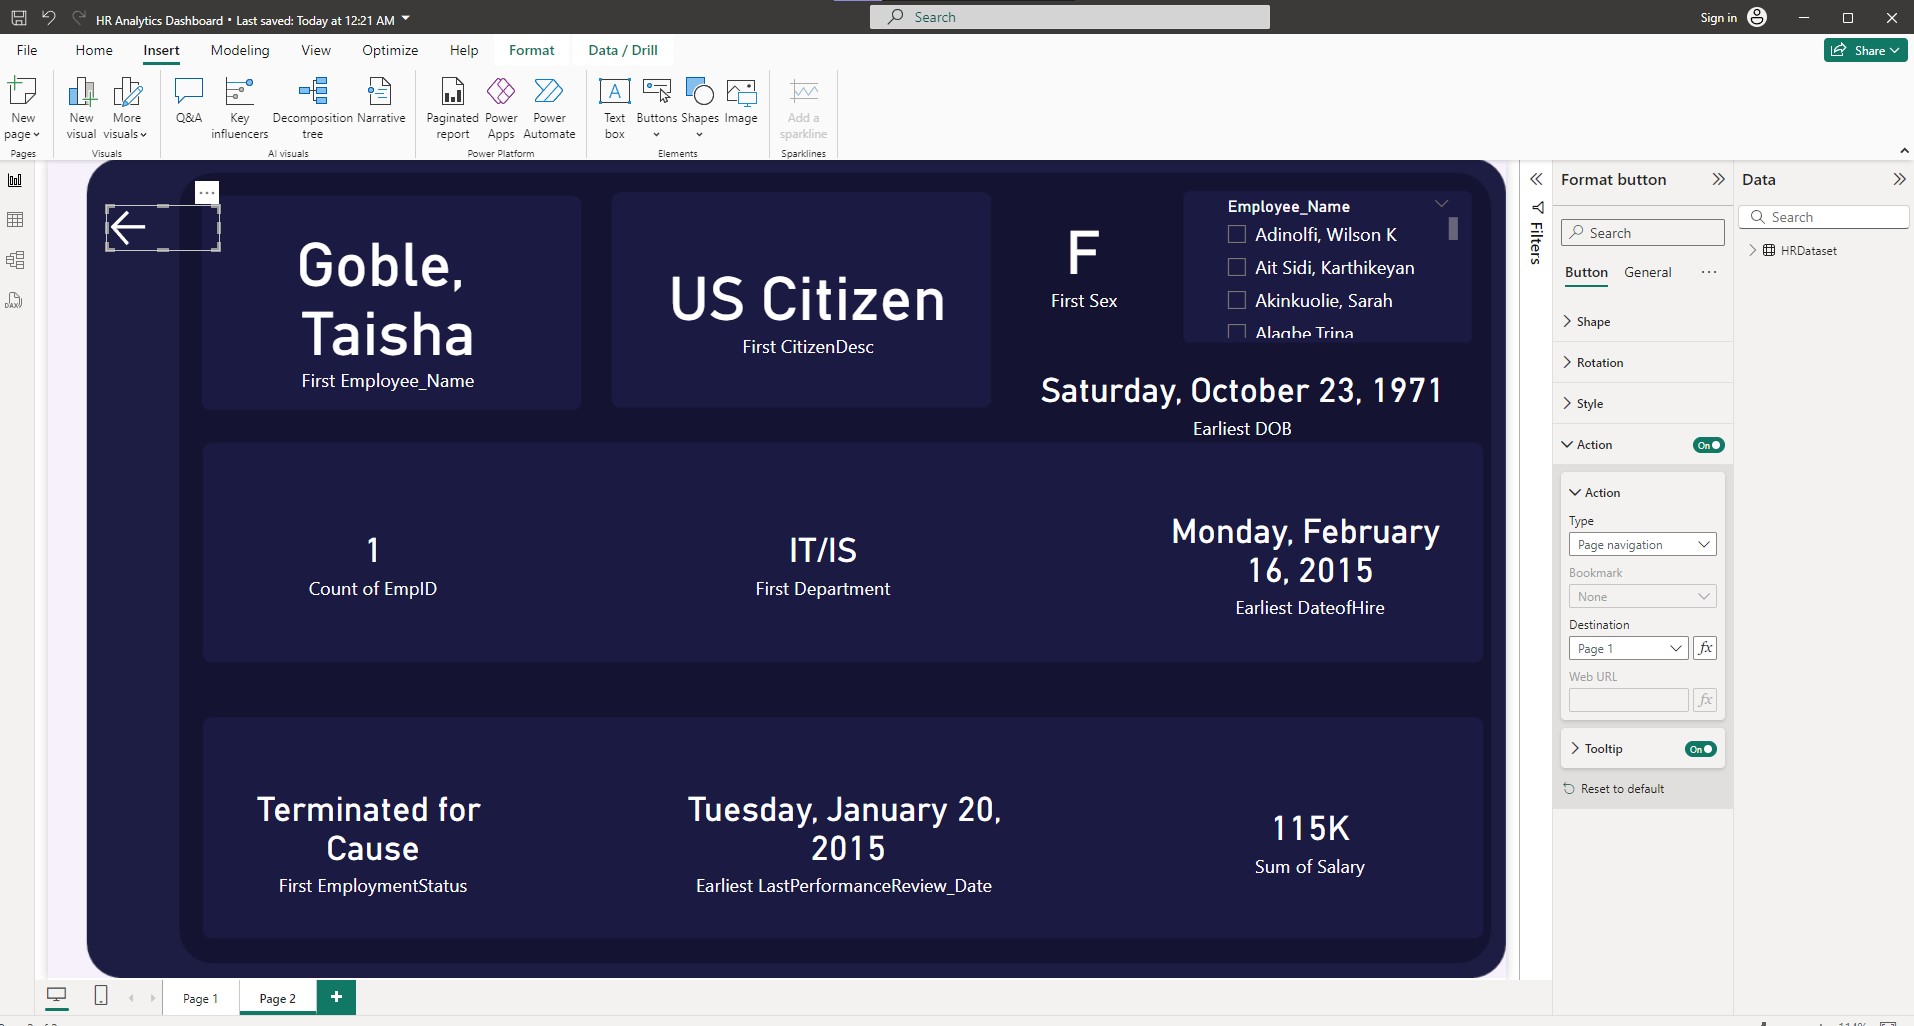 HR Analytics Dashboard • Last saved: Today at 12:21 AM
Search
Sign in
File
Home
Insert
Modeling
View
Optimize
Help
Format
Data / Drill
Share
New
page
Pages
New
visual
More
visuals
Visuals
Q&A
Key
influencers
Decomposition
tree
Narrative
AI visuals
Paginated
report
Power
Apps
Power
Automate
Power Platform
Text
box
Buttons
Shapes
Image
Elements
Add a
sparkline
Sparklines
DAX
...
Goble,
Taisha
First Employee_Name
US Citizen
First CitizenDesc
F
First Sex
Employee_Name
Adinolfi, Wilson K
Ait Sidi, Karthikeyan
Akinkuolie, Sarah
Alagbe Trina
Saturday, October 23, 1971
Earliest DOB
1
Count of EmpID
IT/IS
First Department
Monday, February
16, 2015
Earliest DateofHire
Terminated for
Cause
First EmploymentStatus
Tuesday, January 20,
2015
Earliest LastPerformanceReview_Date
115K
Sum of Salary
Filters
Format button
Search
Button
General
...
Shape
Rotation
Style
Action
On
Action
Type
Page navigation
Bookmark
None
Destination
Page 1
fx
Web URL
fx
Tooltip
On
Reset to default
Data
Search
HRDataset
Page 1
Page 2
+